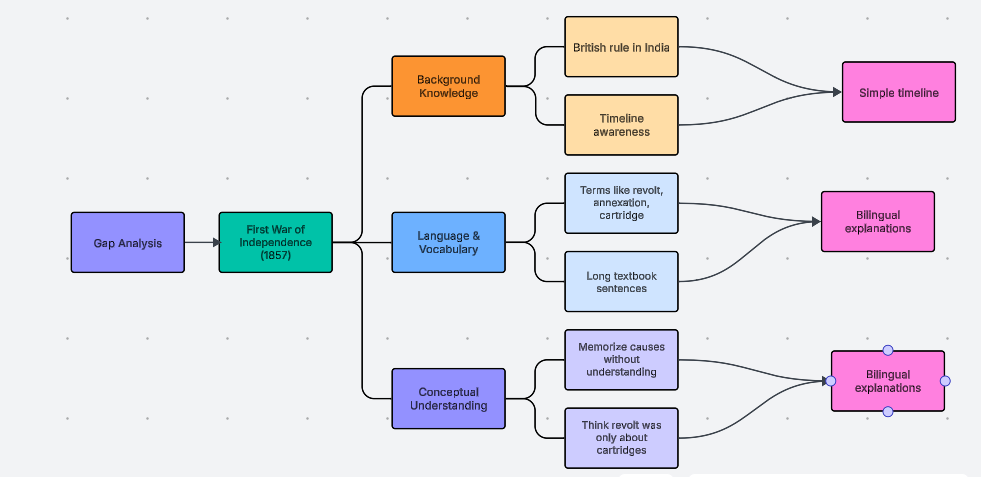 Gap Analysis
First War of
Independence
(1857)
Background
Knowledge
British rule in India
Timeline
awareness
Simple timeline
Language &
Vocabulary
Terms like revolt,
annexation,
cartridge
Long textbook
sentences
Bilingual
explanations
Conceptual
Understanding
Memorize causes
without
understanding
Think revolt was
only about
cartridges
Bilingual
explanations